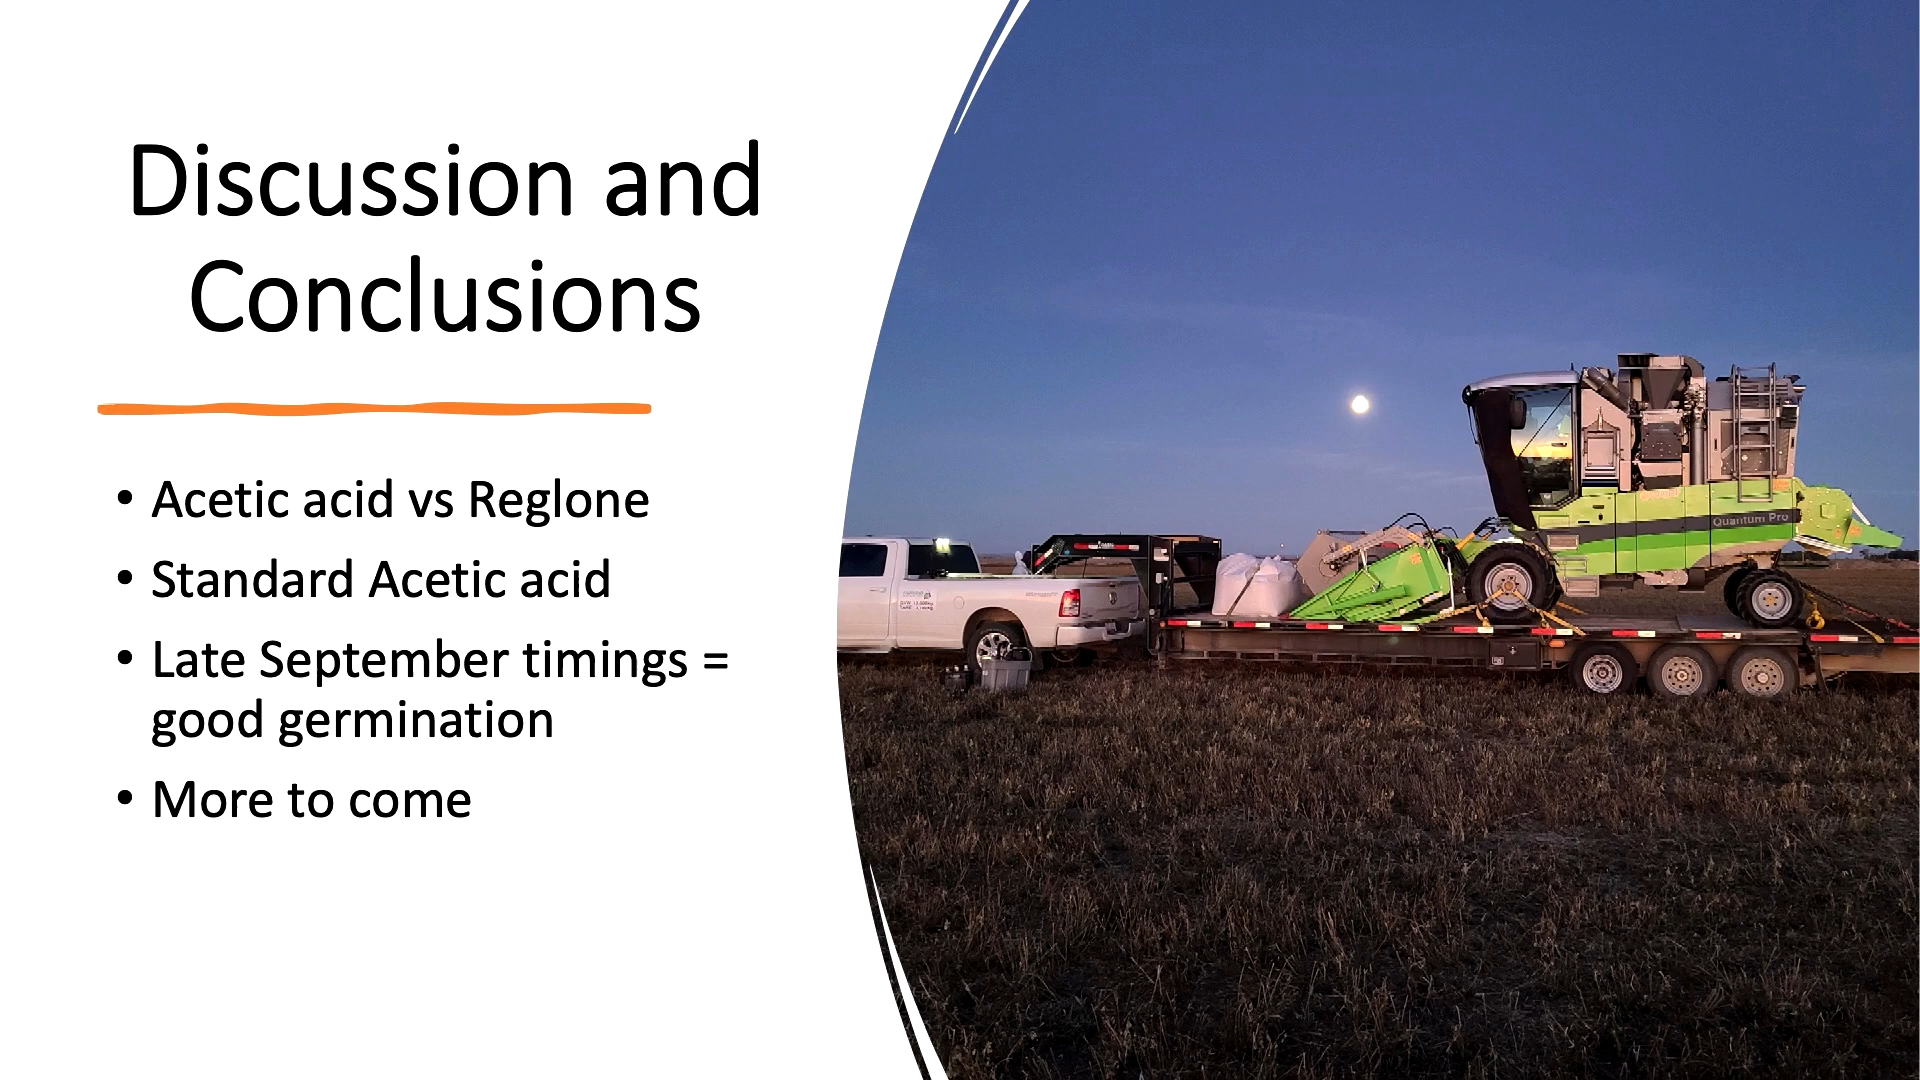 Discussion and
Conclusions
• Acetic acid vs Reglone
• Standard Acetic acid
• Late September timings =
good germination
• More to come
Quantum Pro